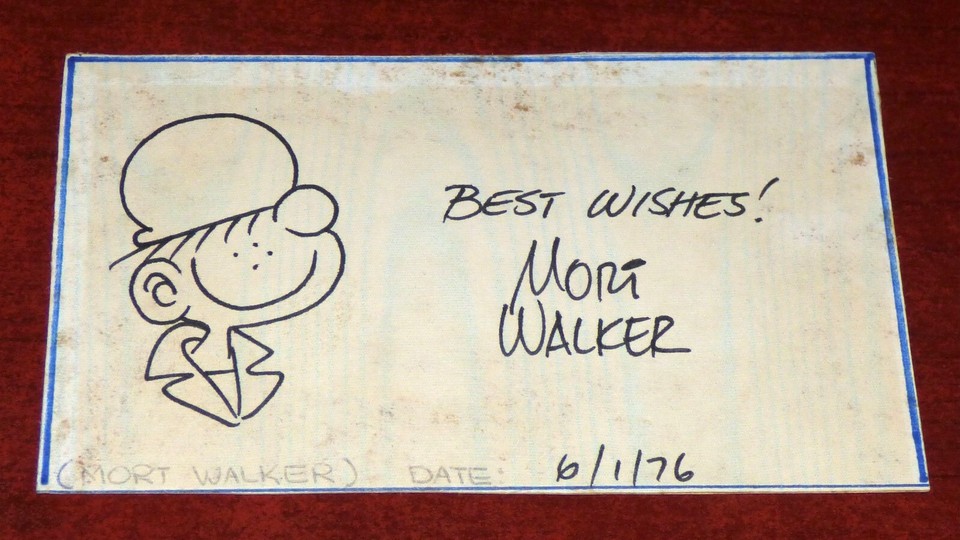 BEST WISHES!
MORT
WALKER
(MORT WALKER) DATE: 6/1/76